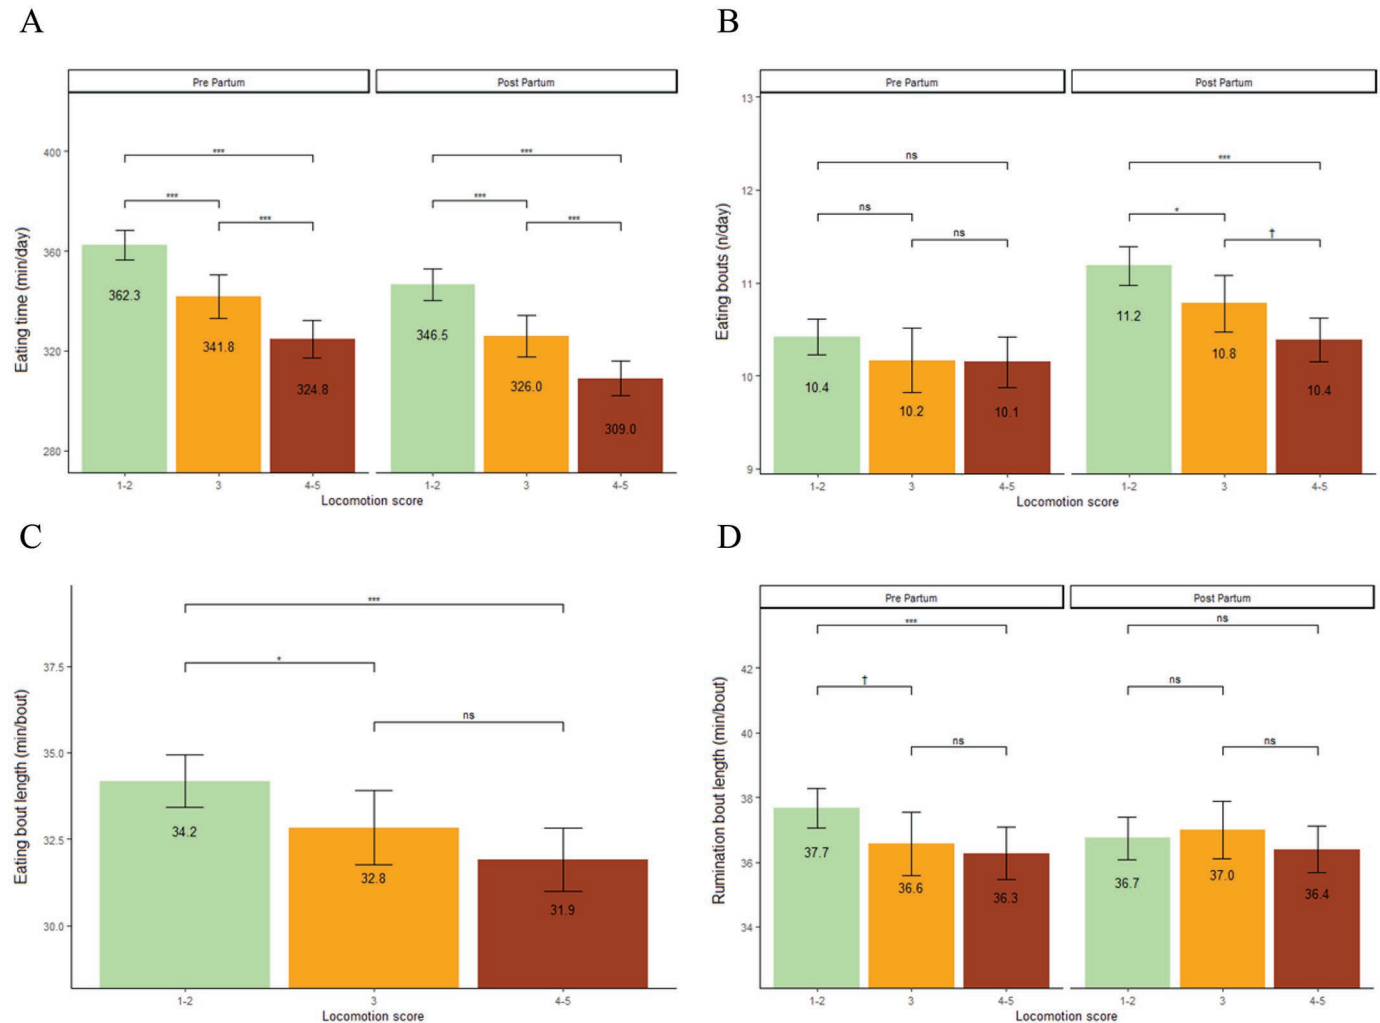 A
Pre Partum
Post Partum
Eating time (min/day)
400
360
320
280
***
***
***
***
***
***
362.3
341.8
324.8
346.5
326.0
309.0
1-2
3
4-5
1-2
3
4-5
Locomotion score
B
Pre Partum
Post Partum
Eating bouts (n/day)
13
12
11
10
9
ns
ns
ns
***
*
†
10.4
10.2
10.1
11.2
10.8
10.4
1-2
3
4-5
1-2
3
4-5
Locomotion score
C
Eating bout length (min/bout)
37.5
35.0
32.5
30.0
***
*
ns
34.2
32.8
31.9
1-2
3
4-5
Locomotion score
D
Pre Partum
Post Partum
Rumination bout length (min/bout)
42
40
38
36
34
***
†
ns
ns
ns
ns
37.7
36.6
36.3
36.7
37.0
36.4
1-2
3
4-5
1-2
3
4-5
Locomotion score